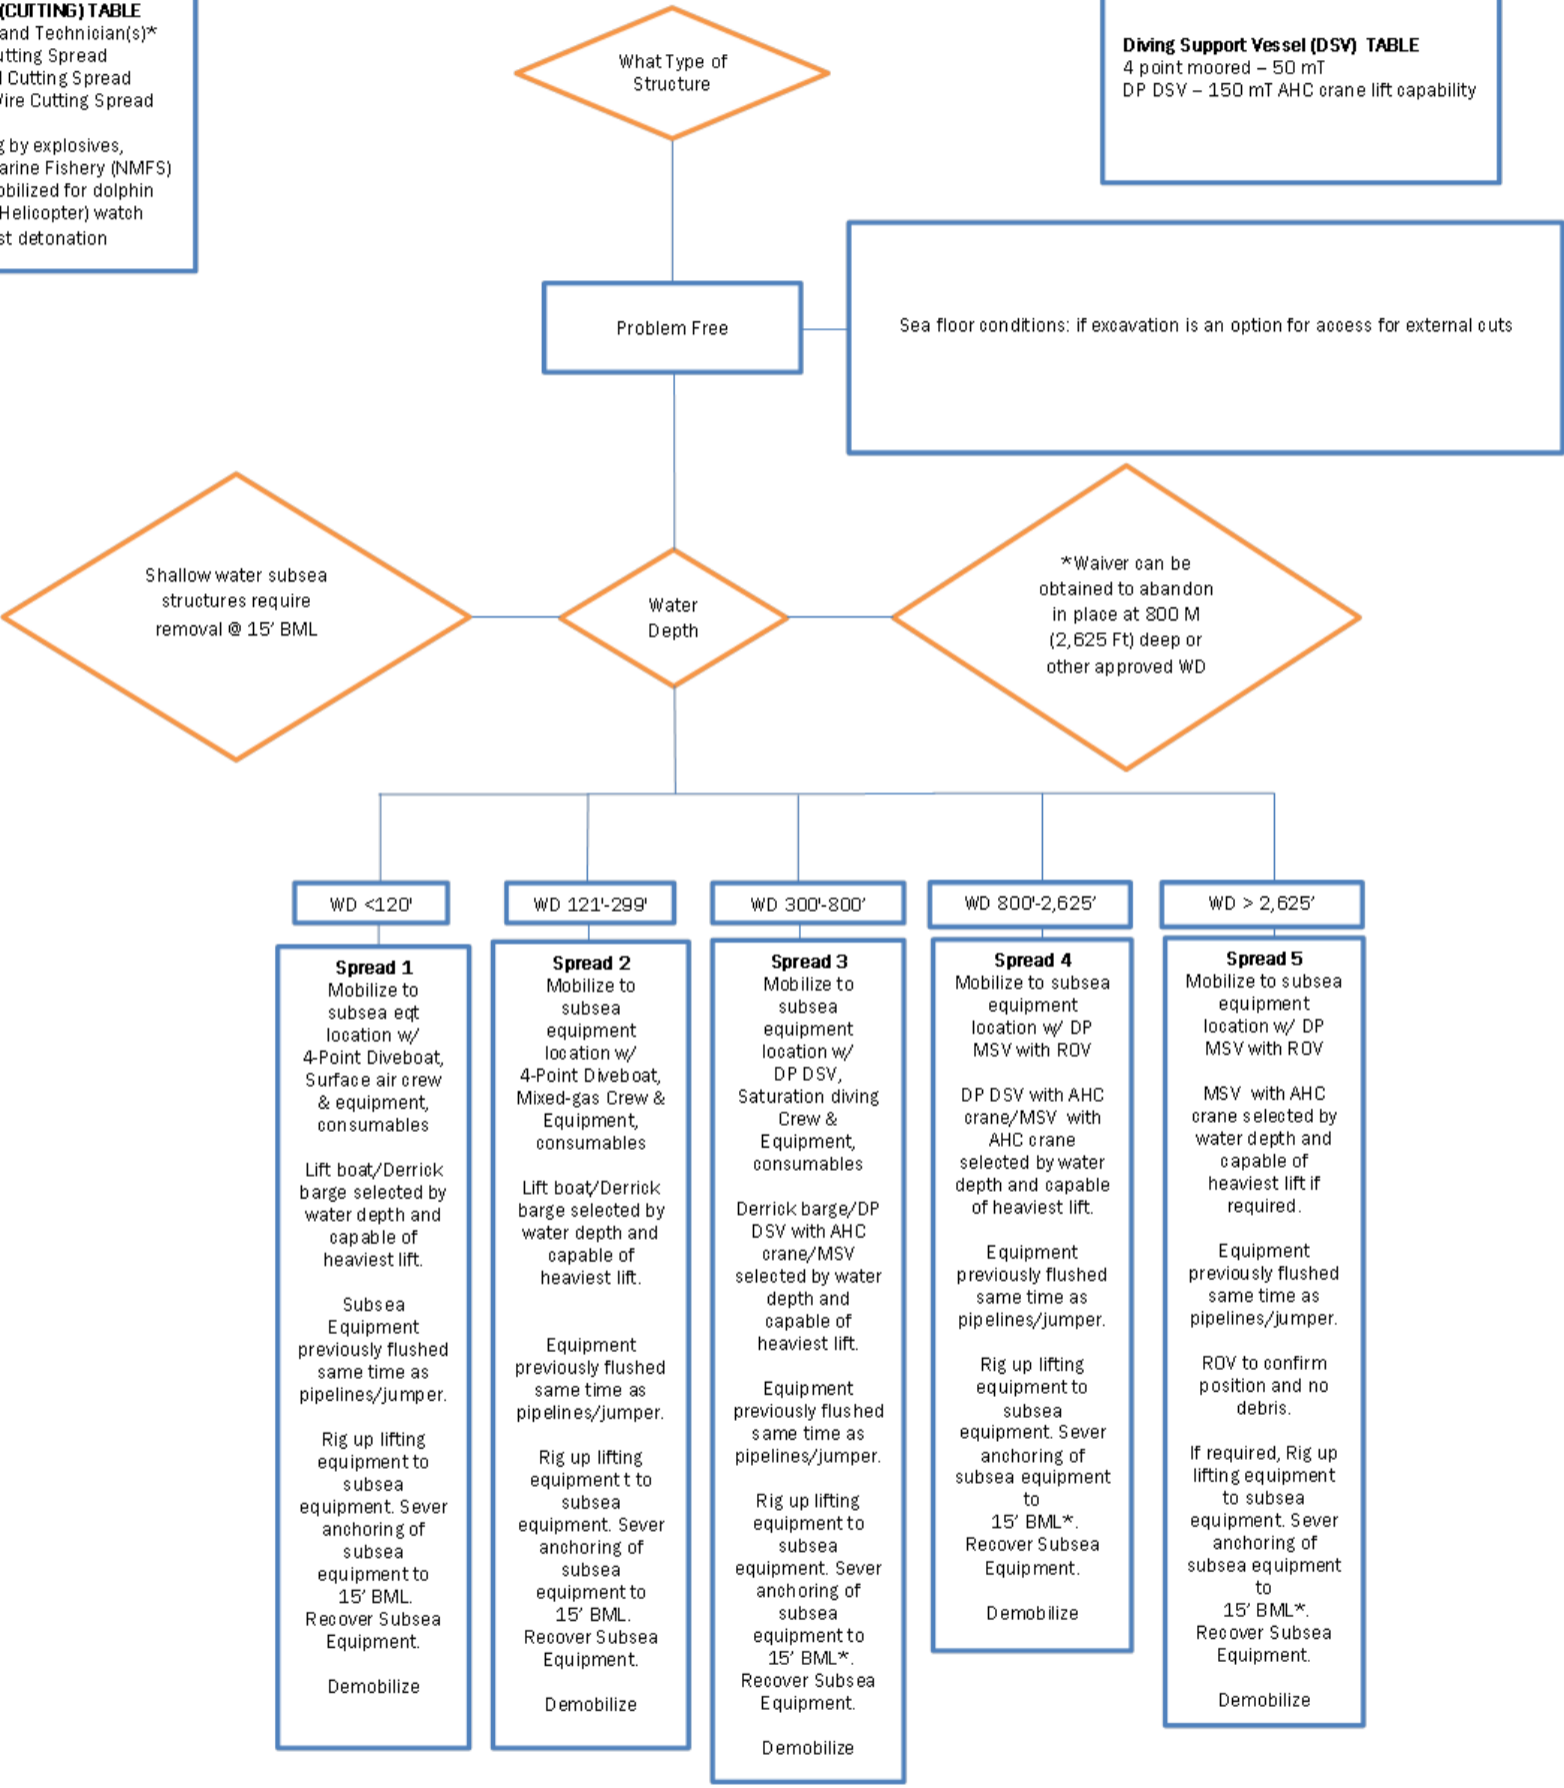 (CUTTING) TABLE
and Technician(s)*
utting Spread
Cutting Spread
Wire Cutting Spread
g by explosives,
arine Fishery (NMFS)
obilized for dolphin
Helicopter) watch
st detonation
What Type of
Structure
Diving Support Vessel (DSV) TABLE
4 point moored – 50 mT
DP DSV – 150 mT AHC crane lift capability
Problem Free
Sea floor conditions: if excavation is an option for access for external cuts
Shallow water subsea
structures require
removal @ 15' BML
Water
Depth
*Waiver can be
obtained to abandon
in place at 800 M
(2,625 Ft) deep or
other approved WD
WD <120'
Spread 1
Mobilize to
subsea eqt
location w/
4-Point Diveboat,
Surface air crew
& equipment,
consumables
Lift boat/Derrick
barge selected by
water depth and
capable of
heaviest lift.
Subsea
Equipment
previously flushed
same time as
pipelines/jumper.
Rig up lifting
equipment to
subsea
equipment. Sever
anchoring of
subsea
equipment to
15' BML.
Recover Subsea
Equipment.
Demobilize
WD 121'-299'
Spread 2
Mobilize to
subsea
equipment
location w/
4-Point Diveboat,
Mixed-gas Crew &
Equipment,
consumables
Lift boat/Derrick
barge selected by
water depth and
capable of
heaviest lift.
Equipment
previously flushed
same time as
pipelines/jumper.
Rig up lifting
equipment t to
subsea
equipment. Sever
anchoring of
subsea
equipment to
15' BML.
Recover Subsea
Equipment.
Demobilize
WD 300'-800'
Spread 3
Mobilize to
subsea
equipment
location w/
DP DSV,
Saturation diving
Crew &
Equipment,
consumables
Derrick barge/DP
DSV with AHC
crane/MSV
selected by water
depth and
capable of
heaviest lift.
Equipment
previously flushed
same time as
pipelines/jumper.
Rig up lifting
equipment to
subsea
equipment. Sever
anchoring of
subsea
equipment to
15' BML*.
Recover Subsea
Equipment.
Demobilize
WD 800'-2,625'
Spread 4
Mobilize to subsea
equipment
location w/ DP
MSV with ROV
DP DSV with AHC
crane/MSV with
AHC crane
selected by water
depth and capable
of heaviest lift.
Equipment
previously flushed
same time as
pipelines/jumper.
Rig up lifting
equipment to
subsea
equipment. Sever
anchoring of
subsea equipment
to
15' BML*.
Recover Subsea
Equipment.
Demobilize
WD > 2,625'
Spread 5
Mobilize to subsea
equipment
location w/ DP
MSV with ROV
MSV with AHC
crane selected by
water depth and
capable of
heaviest lift if
required.
Equipment
previously flushed
same time as
pipelines/jumper.
ROV to confirm
position and no
debris.
If required, Rig up
lifting equipment
to subsea
equipment. Sever
anchoring of
subsea equipment
to
15' BML*.
Recover Subsea
Equipment.
Demobilize